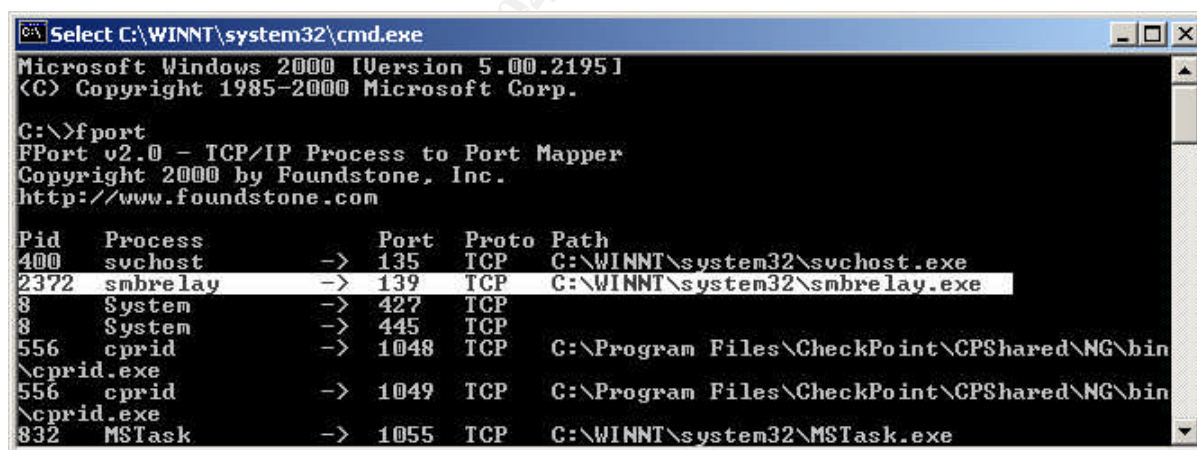 Select C:\WINNT\system32\cmd.exe
Microsoft Windows 2000 [Version 5.00.2195]
(C) Copyright 1985-2000 Microsoft Corp.
C:\>fport
FPort v2.0 - TCP/IP Process to Port Mapper
Copyright 2000 by Foundstone, Inc.
http://www.foundstone.com
Pid Process Port Proto Path
400 svchost -> 135 TCP C:\WINNT\system32\svchost.exe
2372 smbrelay -> 139 TCP C:\WINNT\system32\smbrelay.exe
8 System -> 427 TCP
8 System -> 445 TCP
556 cprid -> 1048 TCP C:\Program Files\CheckPoint\CPShared\NG\bin
\cprid.exe
556 cprid -> 1049 TCP C:\Program Files\CheckPoint\CPShared\NG\bin
\cprid.exe
832 MSTask -> 1055 TCP C:\WINNT\system32\MSTask.exe